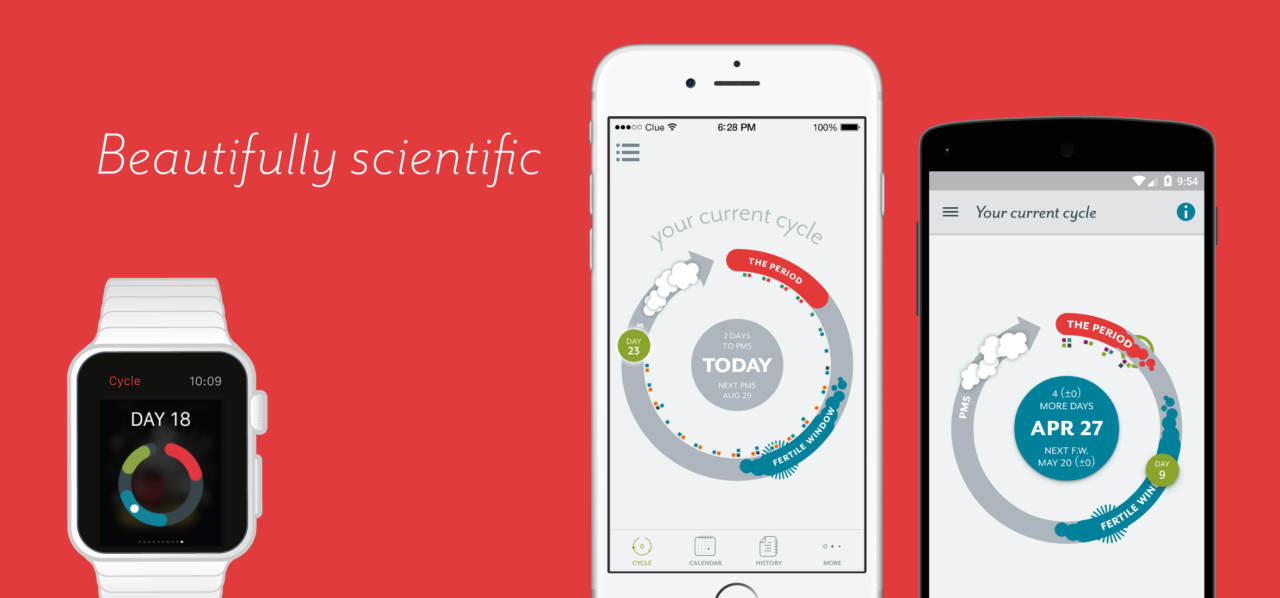 Beautifully scientific
Cycle 10:09
DAY 18
Clue 6:28 PM 100%
your current cycle
THE PERIOD
DAY
23
2 DAYS
TO PMS
TODAY
NEXT PMS
AUG 29
FERTILE WINDOW
CYCLE CALENDAR HISTORY MORE
9:54
Your current cycle
THE PERIOD
PMS
4 (±0)
MORE DAYS
APR 27
NEXT F.W.
MAY 20 (±0)
DAY
9
FERTILE WIN